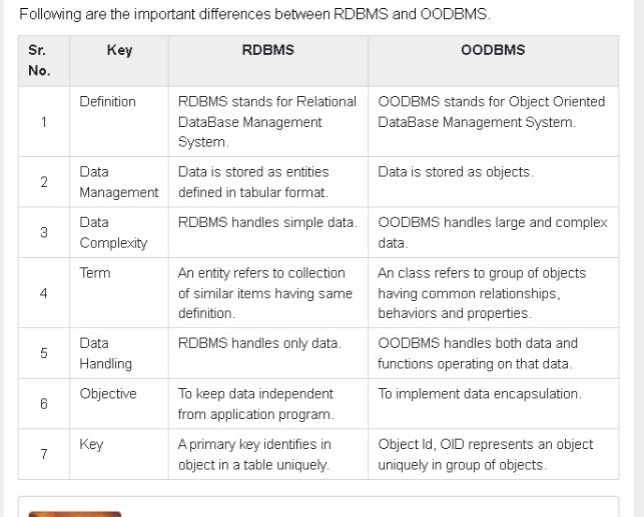 Following are the important differences between RDBMS and OODBMS.
Sr. No. Key RDBMS OODBMS
1 Definition RDBMS stands for Relational DataBase Management System. OODBMS stands for Object Oriented DataBase Management System.
2 Data Management Data is stored as entities defined in tabular format. Data is stored as objects.
3 Data Complexity RDBMS handles simple data. OODBMS handles large and complex data.
4 Term An entity refers to collection of similar items having same definition. An class refers to group of objects having common relationships, behaviors and properties.
5 Data Handling RDBMS handles only data. OODBMS handles both data and functions operating on that data.
6 Objective To keep data independent from application program. To implement data encapsulation.
7 Key A primary key identifies in object in a table uniquely. Object Id, OID represents an object uniquely in group of objects.